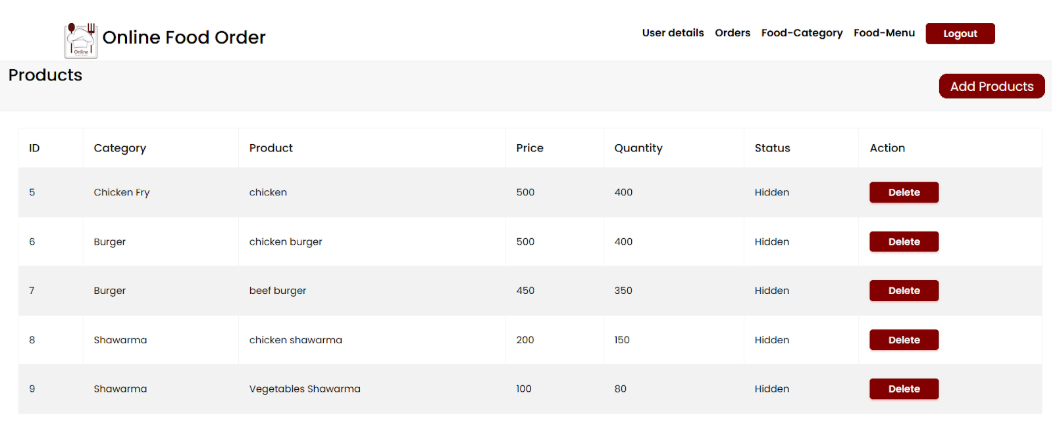 Online Food Order
User details Orders Food-Category Food-Menu Logout
Online
Products
Add Products
ID Category Product Price Quantity Status Action
5 Chicken Fry chicken 500 400 Hidden Delete
6 Burger chicken burger 500 400 Hidden Delete
7 Burger beef burger 450 350 Hidden Delete
8 Shawarma chicken shawarma 200 150 Hidden Delete
9 Shawarma Vegetables Shawarma 100 80 Hidden Delete